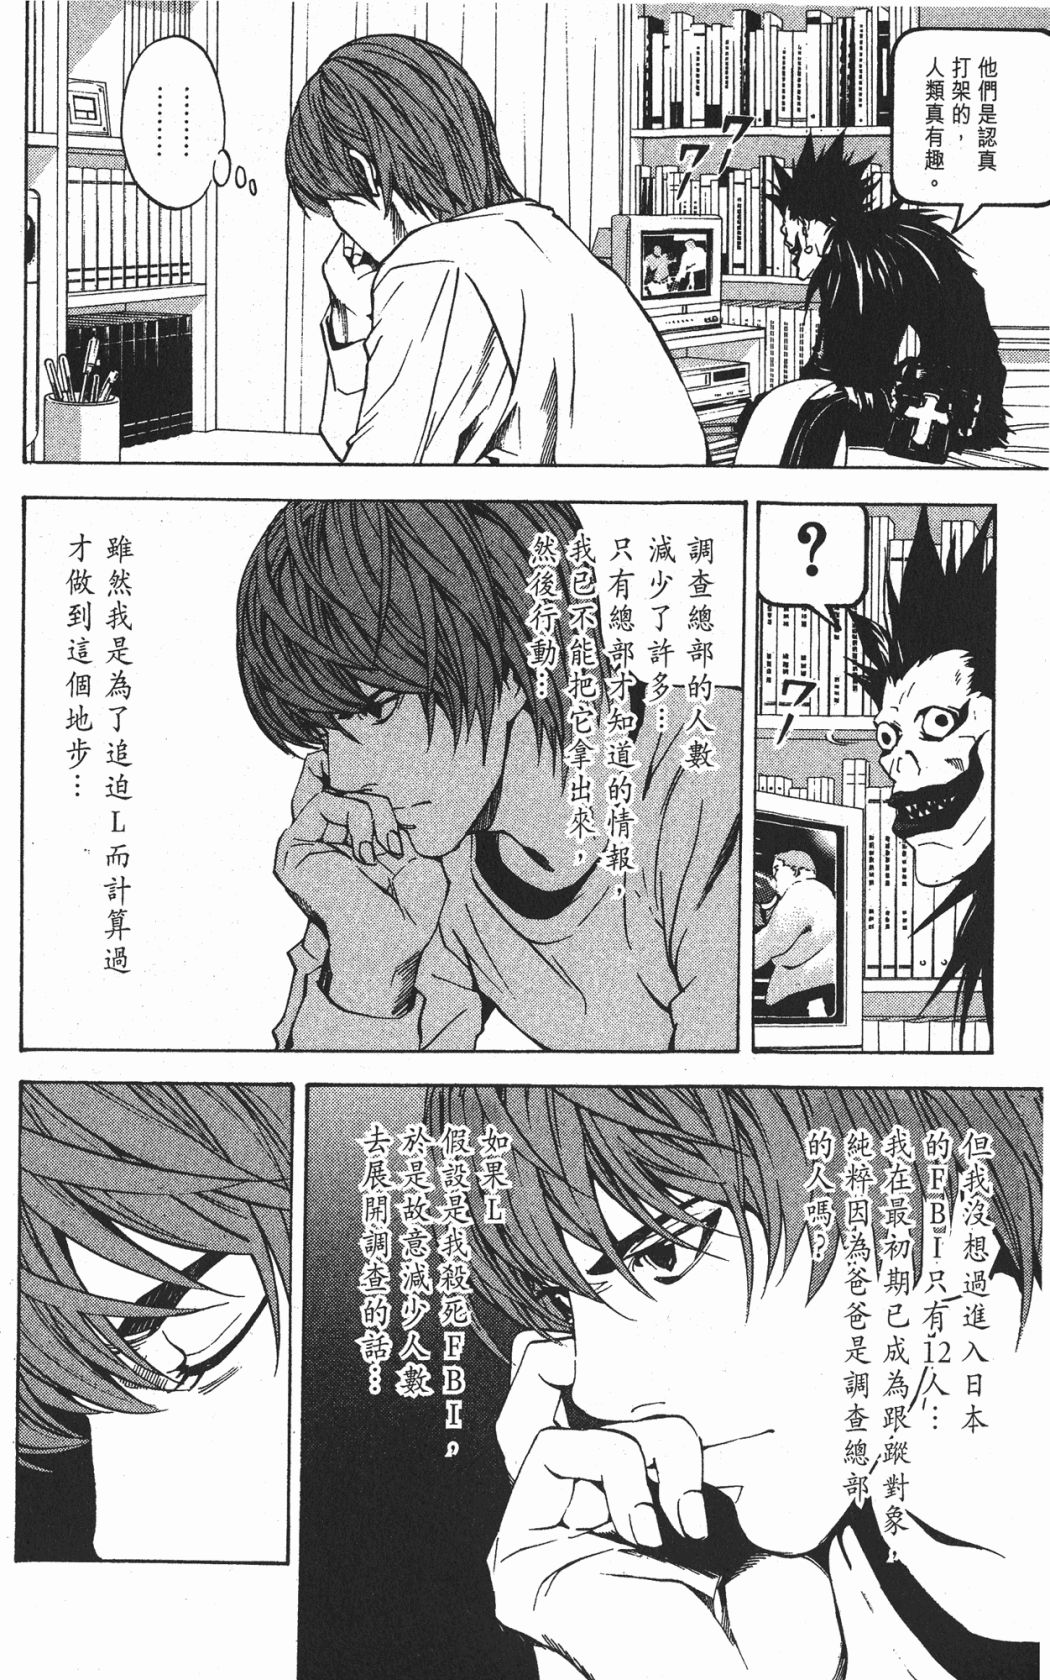 他們是認真
打架的，
人類真有趣。
ワー
ワー
………
………
？
ワー
調查總部的人數
減少了許多…
只有總部才知道的情報，
我已不能把它拿出來，
然後行動…
雖然我是為了追迫L而計算過
才做到這個地步…
但我沒想過進入日本
的FBI只有12人…
我在最初期已成為跟蹤對象，
純粹因為爸爸是調查總部
的人嗎？
如果L
假設是我殺死FBI，
於是故意減少人數
去展開調查的話…